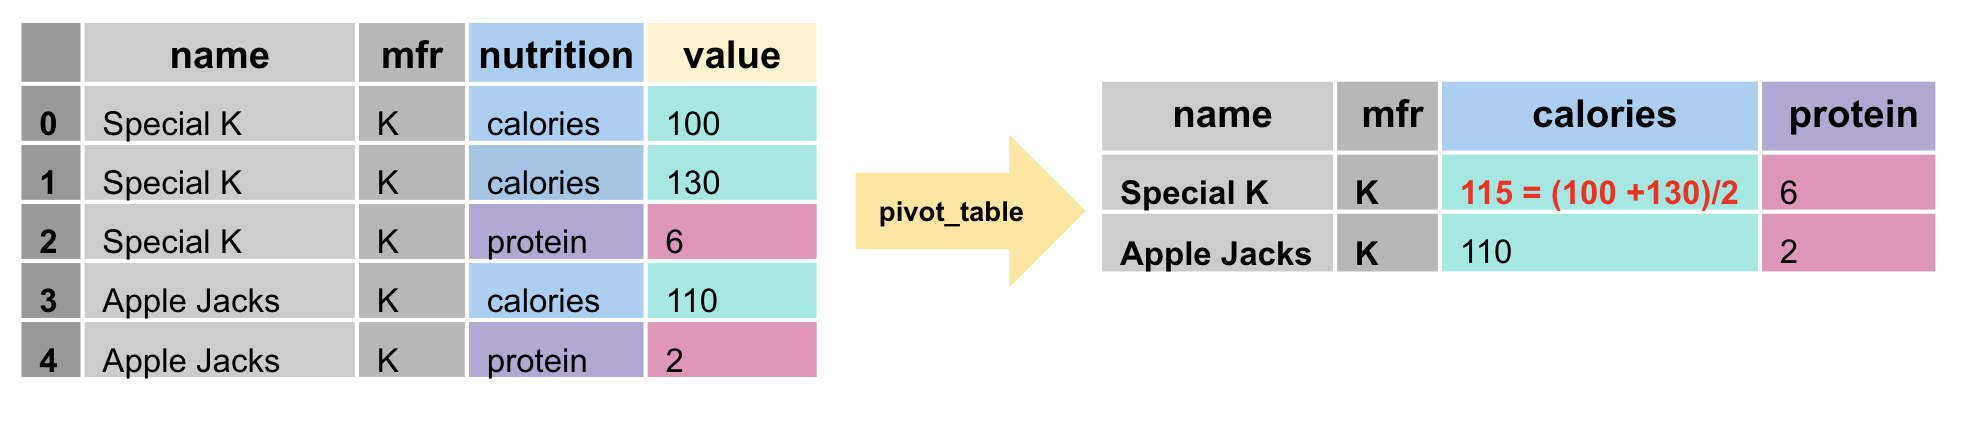 name mfr nutrition value
0 Special K K calories 100
1 Special K K calories 130
2 Special K K protein 6
3 Apple Jacks K calories 110
4 Apple Jacks K protein 2
pivot_table
name mfr calories protein
Special K K 115 = (100 +130)/2 6
Apple Jacks K 110 2